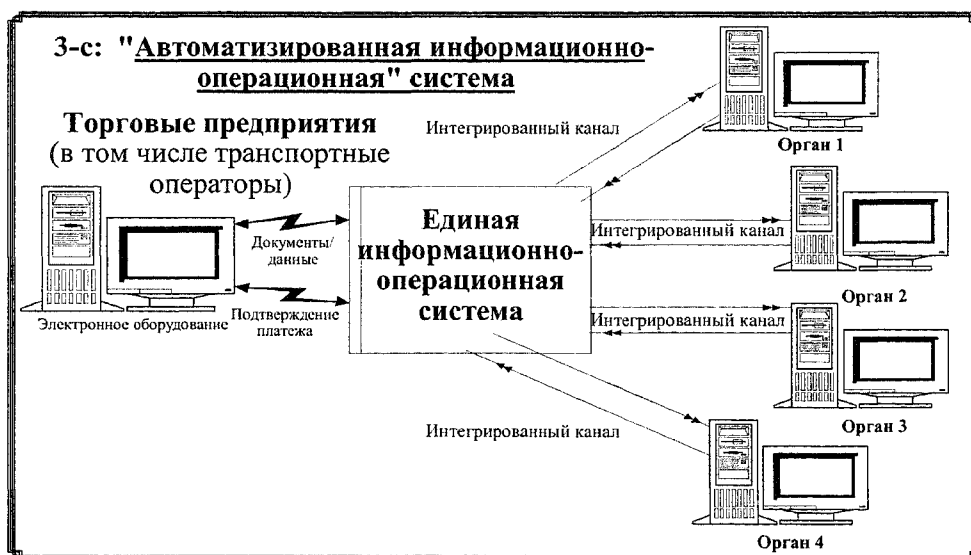 3-с: "Автоматизированная информационно-
операционная" система
Торговые предприятия
(в том числе транспортные
операторы)
Электронное оборудование
Документы/
данные
Подтверждение
платежа
Единая
информационно-
операционная
система
Интегрированный канал
Орган 1
Интегрированный канал
Орган 2
Интегрированный канал
Орган 3
Интегрированный канал
Орган 4